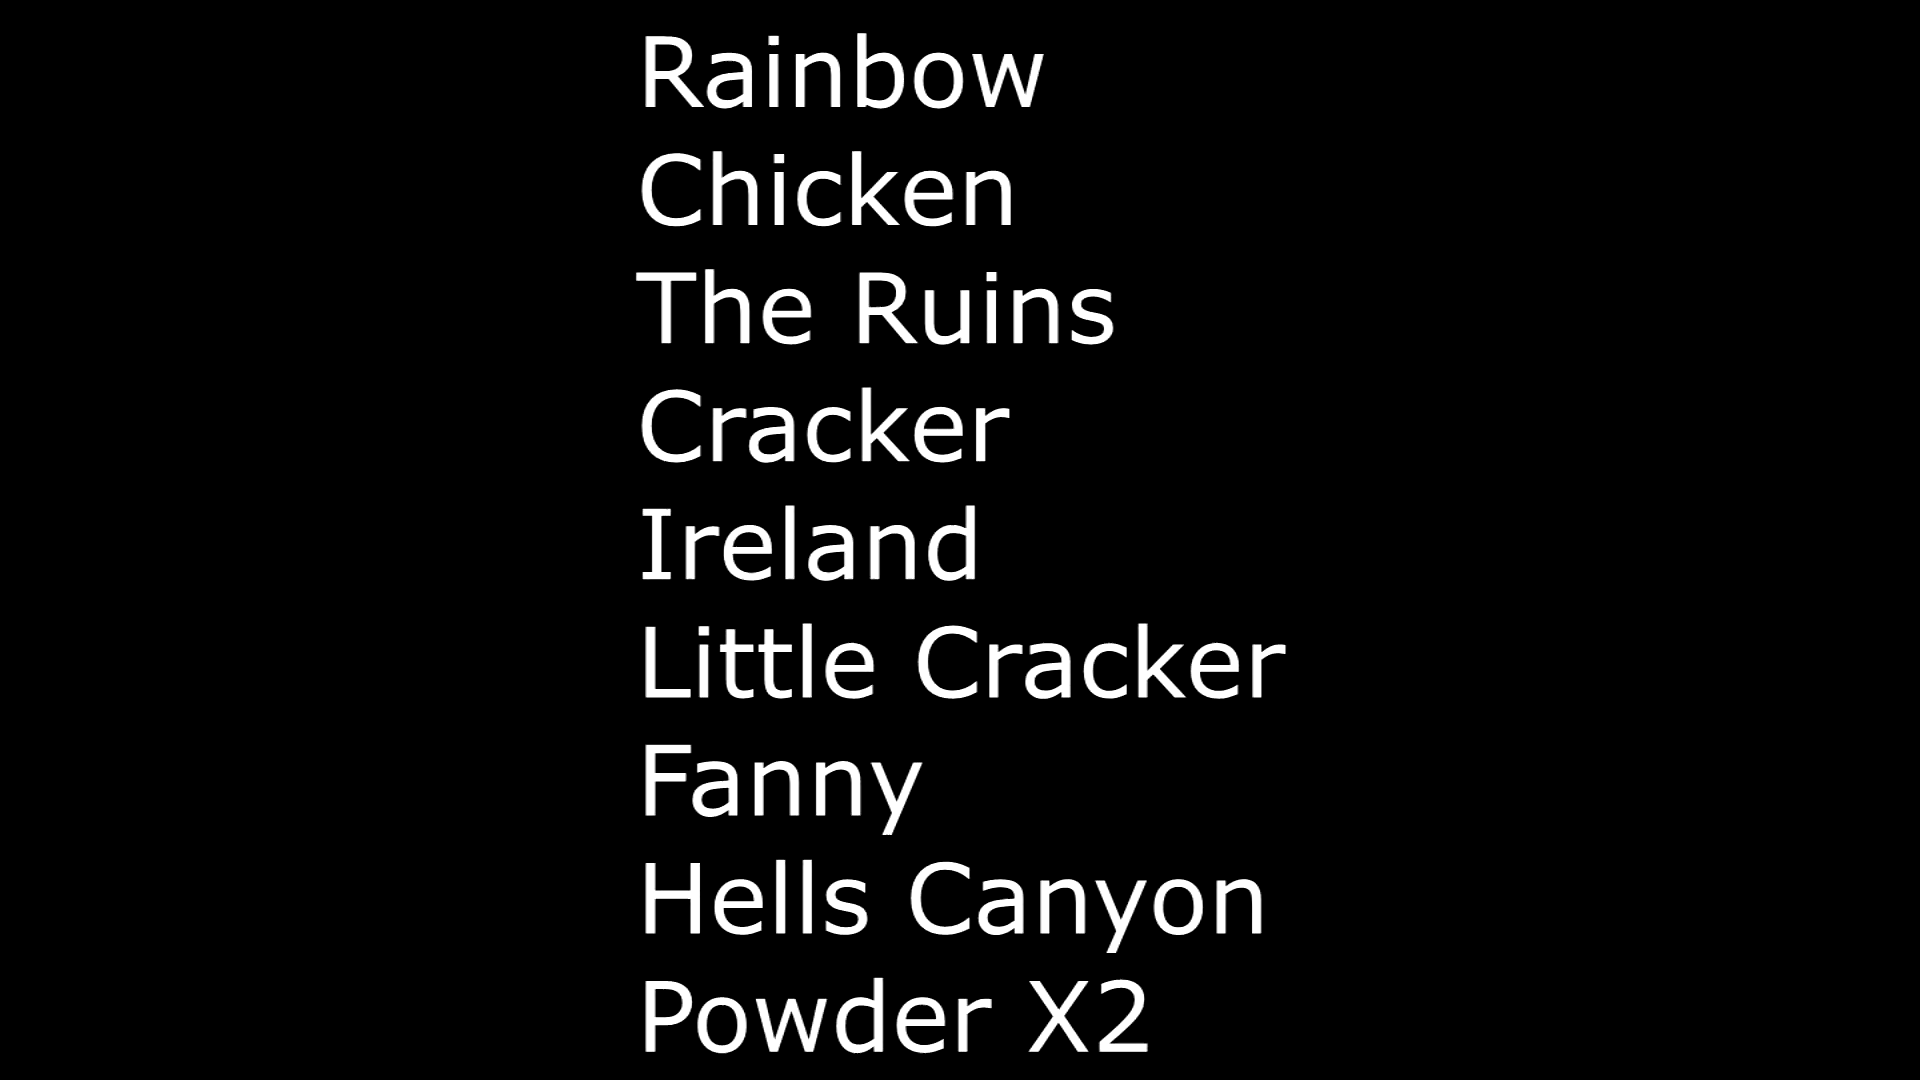 Rainbow
Chicken
The Ruins
Cracker
Ireland
Little Cracker
Fanny
Hells Canyon
Powder X2